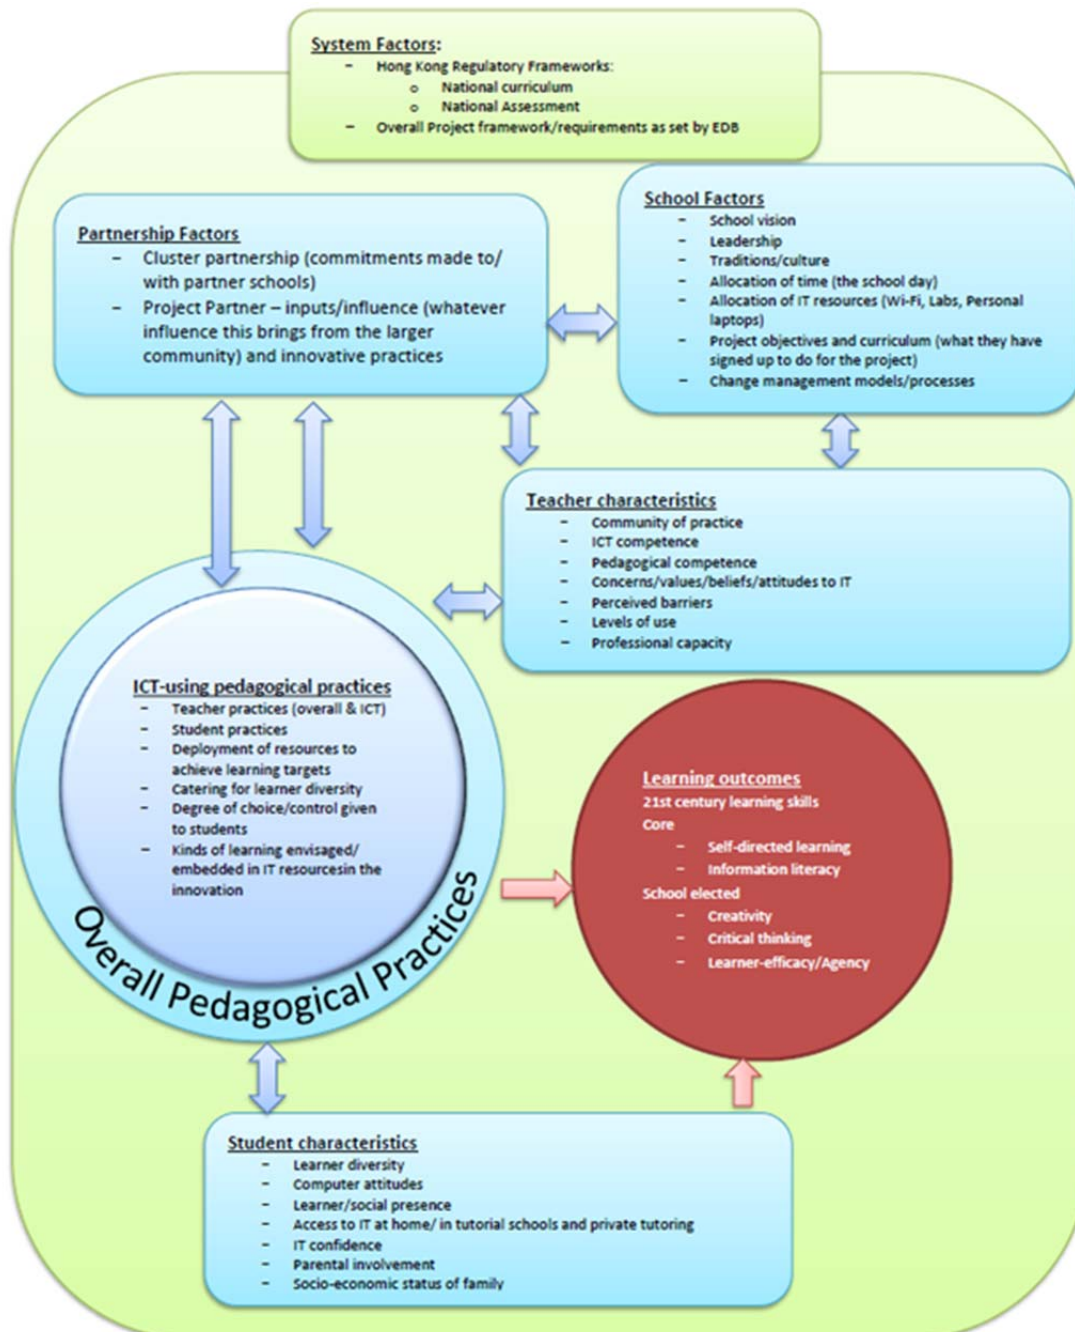 System Factors:
– Hong Kong Regulatory Frameworks:
o National curriculum
o National Assessment
– Overall Project framework/requirements as set by EDB
Partnership Factors
– Cluster partnership (commitments made to/
with partner schools)
– Project Partner – inputs/influence (whatever
influence this brings from the larger
community) and innovative practices
School Factors
– School vision
– Leadership
– Traditions/culture
– Allocation of time (the school day)
– Allocation of IT resources (Wi-Fi, Labs, Personal
laptops)
– Project objectives and curriculum (what they have
signed up to do for the project)
– Change management models/processes
Teacher characteristics
– Community of practice
– ICT competence
– Pedagogical competence
– Concerns/values/beliefs/attitudes to IT
– Perceived barriers
– Levels of use
– Professional capacity
ICT-using pedagogical practices
– Teacher practices (overall & ICT)
– Student practices
– Deployment of resources to
achieve learning targets
– Catering for learner diversity
– Degree of choice/control given
to students
– Kinds of learning envisaged/
embedded in IT resourcesin the
innovation
Overall Pedagogical Practices
Learning outcomes
21st century learning skills
Core
– Self-directed learning
– Information literacy
School elected
– Creativity
– Critical thinking
– Learner-efficacy/Agency
Student characteristics
– Learner diversity
– Computer attitudes
– Learner/social presence
– Access to IT at home/ in tutorial schools and private tutoring
– IT confidence
– Parental involvement
– Socio-economic status of family